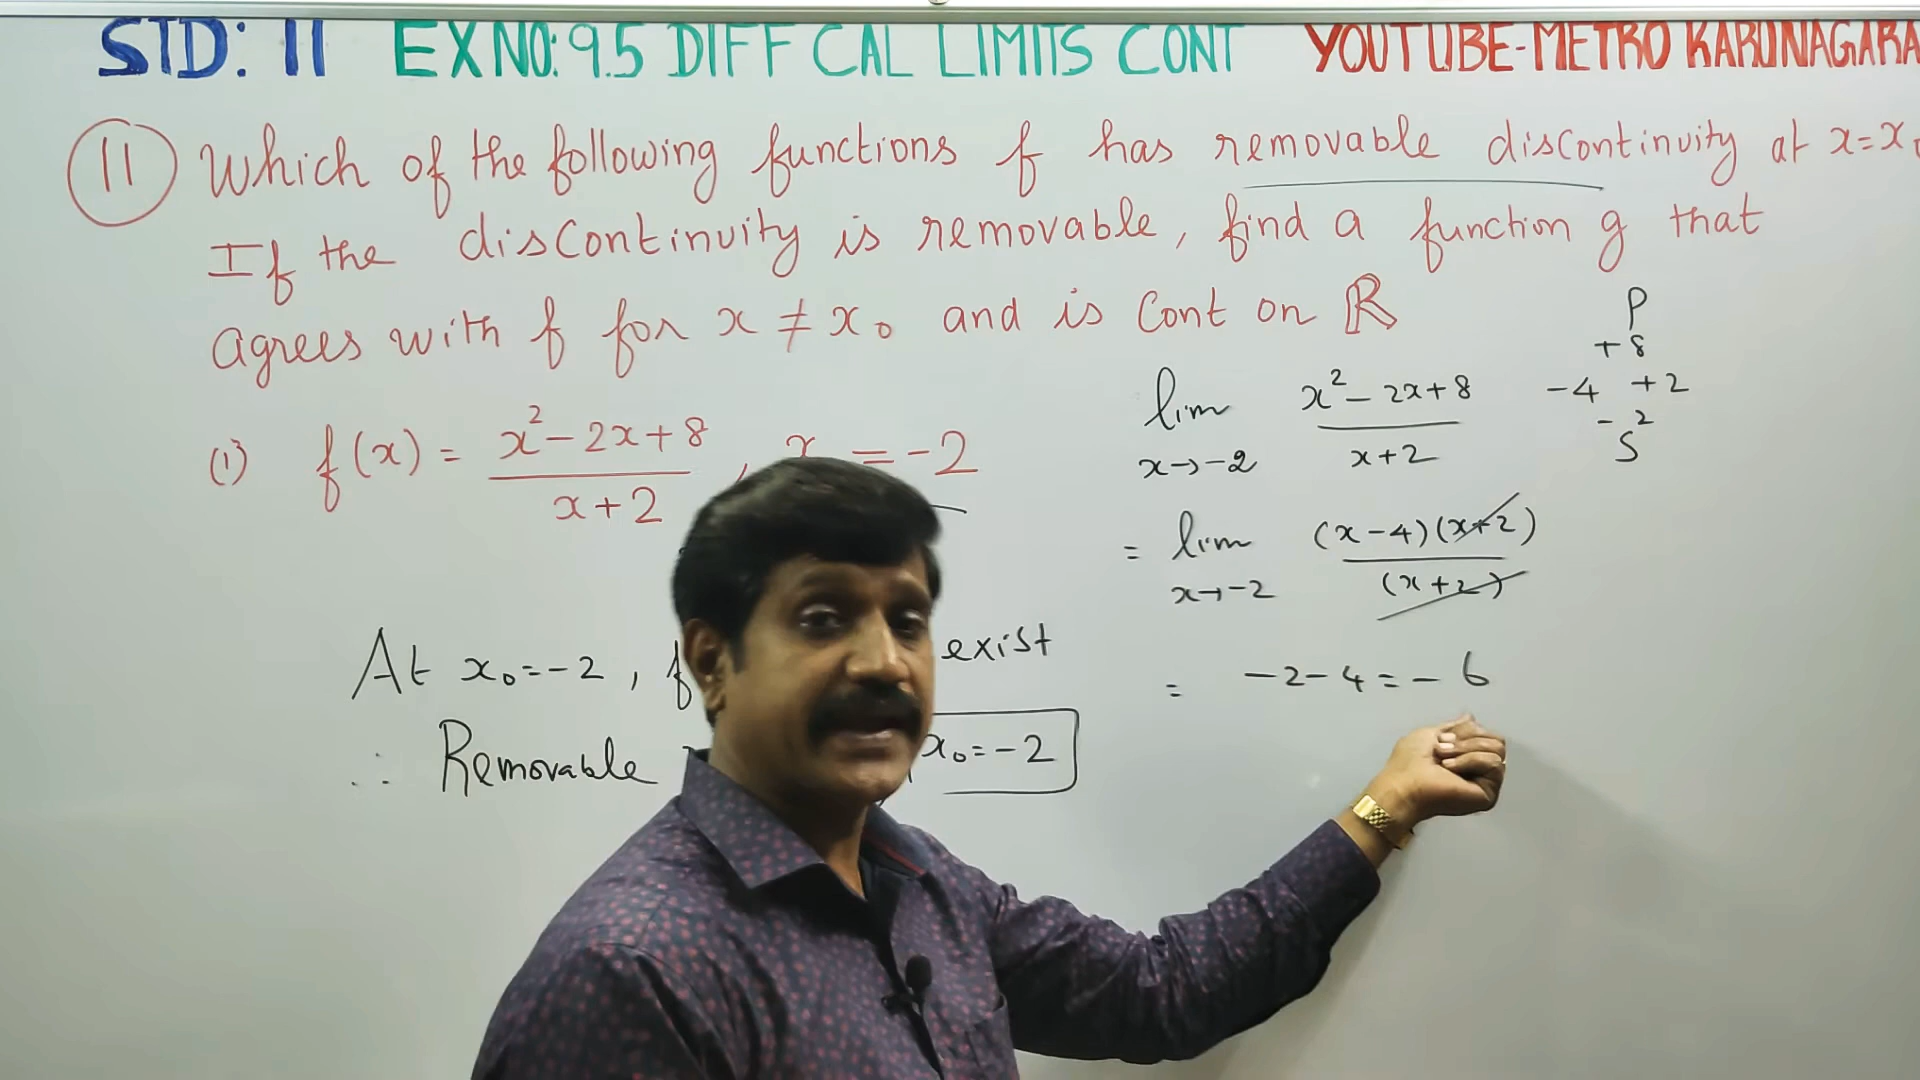 STD: 11 EX NO: 9.5 DIFF CAL LIMITS CONT YOUTUBE-METRO KARUNAGARA
11 Which of the following functions f has removable discontinuity at x = x₀
If the discontinuity is removable, find a function g that
agrees with f for x ≠ x₀ and is Cont on ℝ
(i) f(x) = (x² - 2x + 8)/(x + 2), x = -2
At x₀ = -2, f exist
∴ Removable x₀ = -2
lim x→-2 (x² - 2x + 8)/(x + 2)
= lim x→-2 (x - 4)(x + 2)/(x + 2)
= -2 - 4 = - 6
P
+ 8
-4 +2
- 2
S